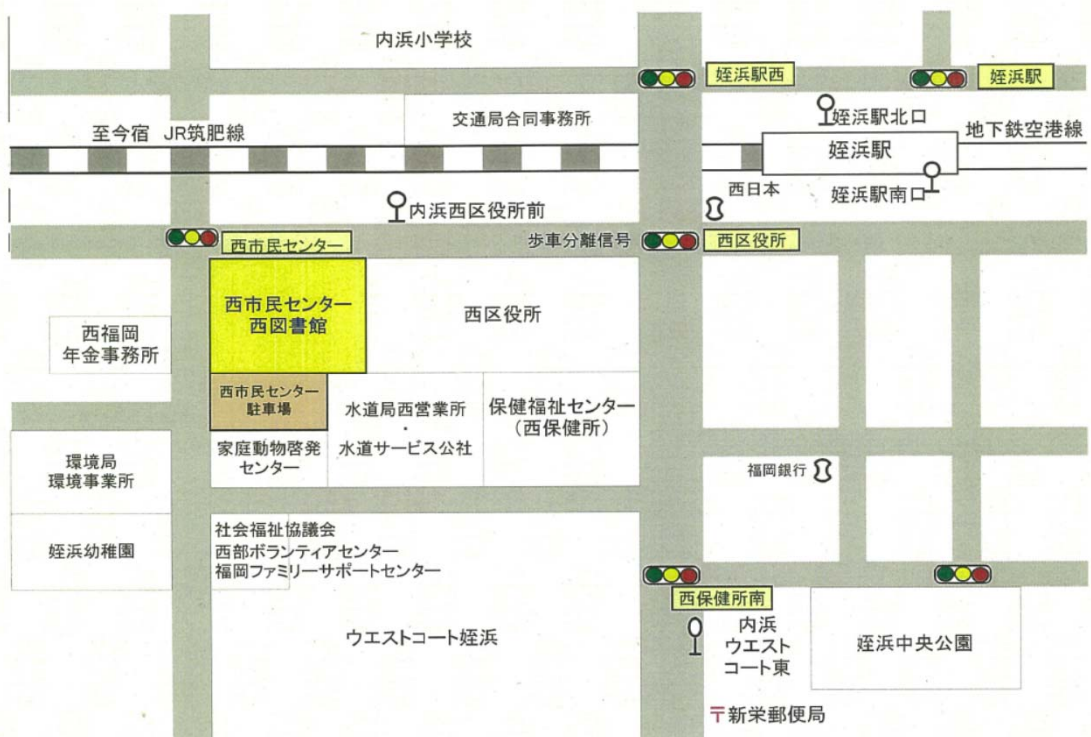 内浜小学校
姪浜駅西
姪浜駅
交通局合同事務所
姪浜駅北口
至今宿 JR筑肥線
地下鉄空港線
姪浜駅
西日本
姪浜駅南口
内浜西区役所前
西市民センター
歩車分離信号
西区役所
西市民センター
西図書館
西区役所
西福岡
年金事務所
西市民センター
駐車場
水道局西営業所
・
水道サービス公社
保健福祉センター
(西保健所)
家庭動物啓発
センター
環境局
環境事業所
福岡銀行
姪浜幼稚園
社会福祉協議会
西部ボランティアセンター
福岡ファミリーサポートセンター
西保健所南
ウエストコート姪浜
内浜
ウエスト
コート東
姪浜中央公園
〒新栄郵便局